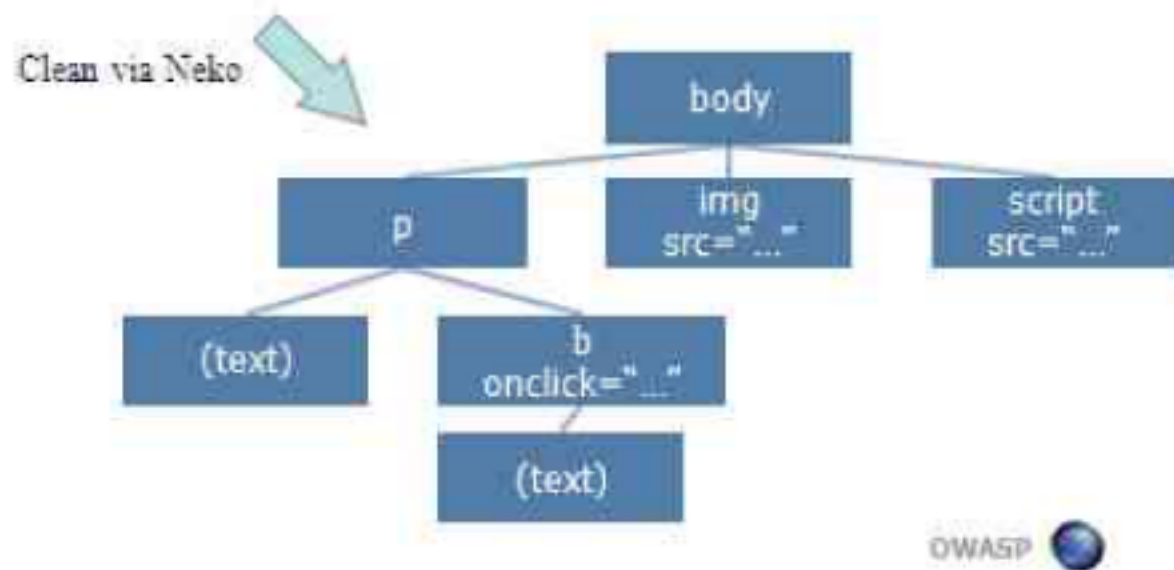 Clean via Neko
body
p
img
src="..."
script
src="..."
(text)
b
onclick="..."
(text)
OWASP